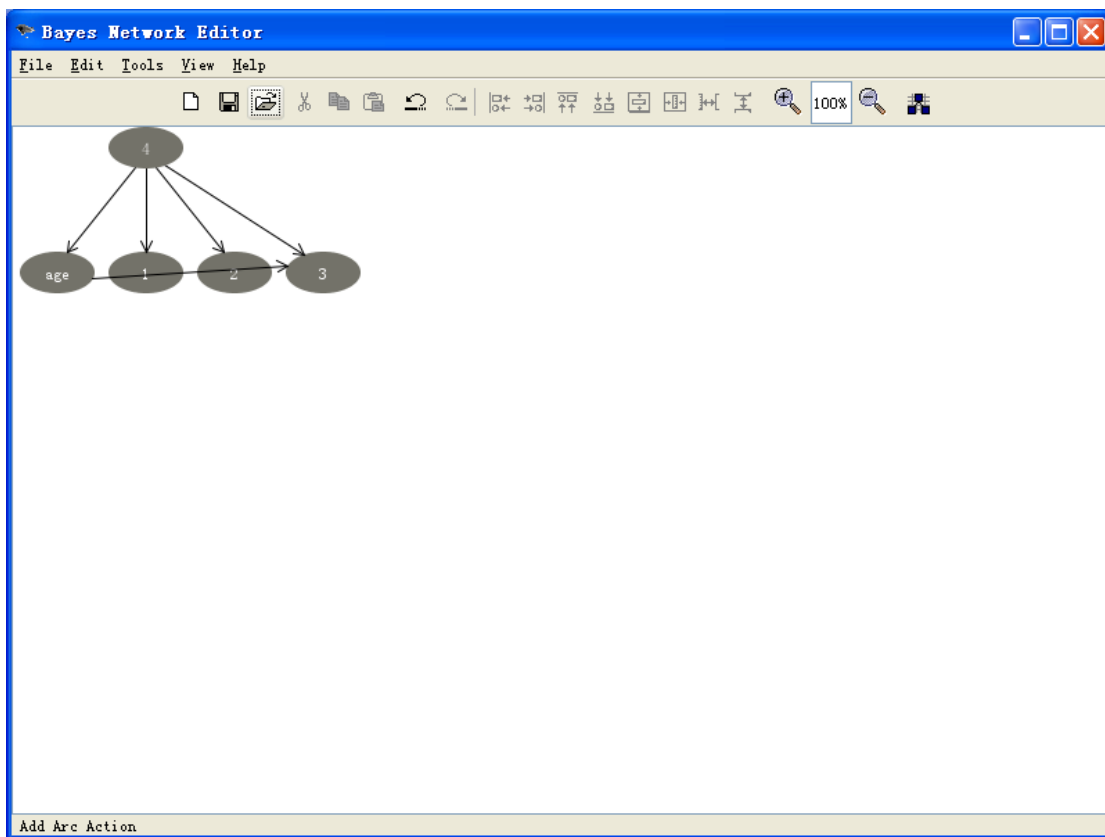 Bayes Network Editor
File Edit Tools View Help
100%
4
age 1 2 3
Add Arc Action